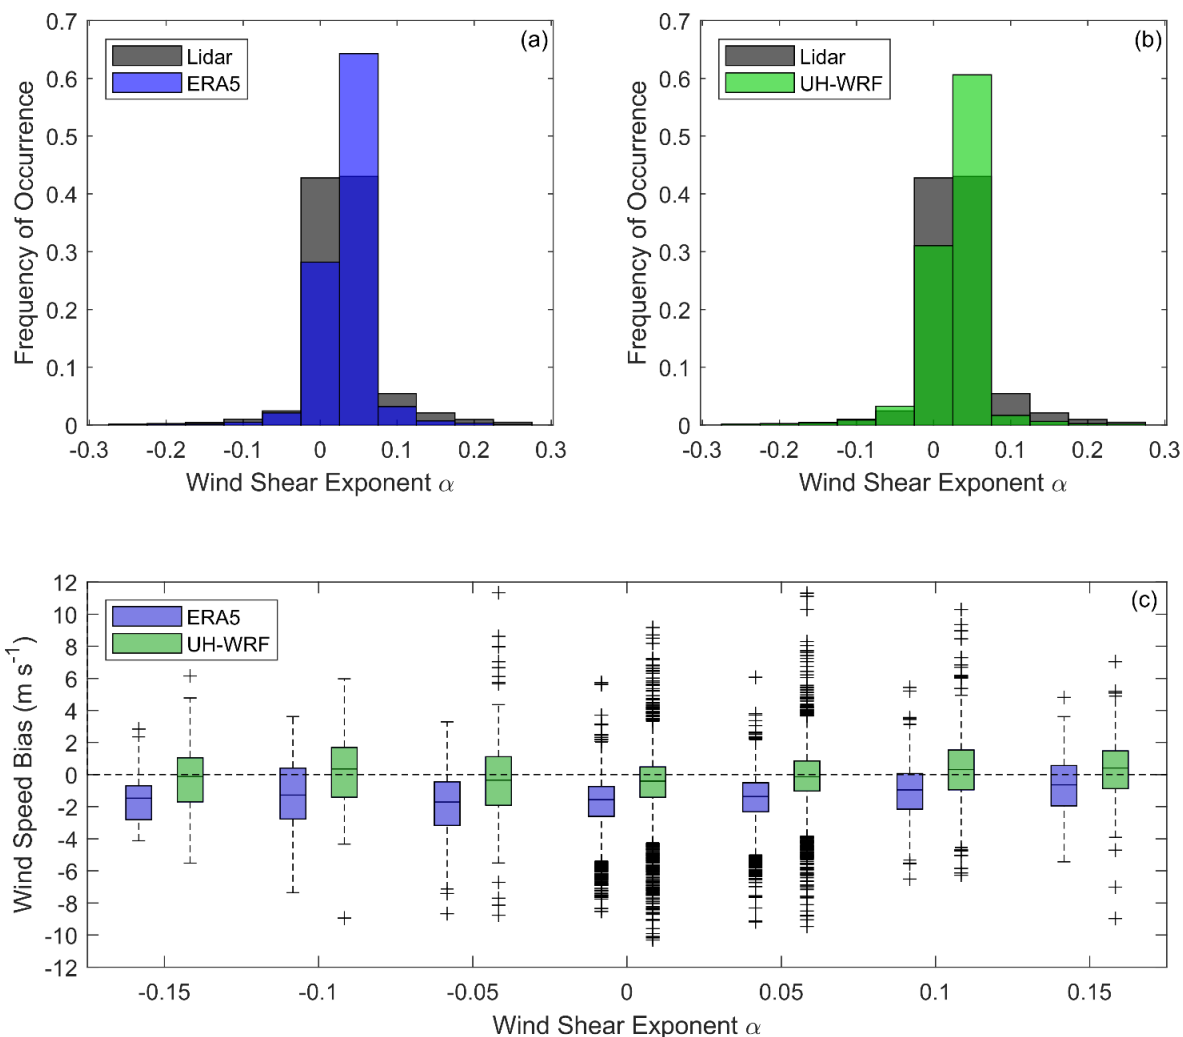 (a)
Lidar
ERA5
0.7
0.6
0.5
0.4
0.3
0.2
0.1
0
Frequency of Occurrence
-0.3 -0.2 -0.1 0 0.1 0.2 0.3
Wind Shear Exponent α
(b)
Lidar
UH-WRF
0.7
0.6
0.5
0.4
0.3
0.2
0.1
0
Frequency of Occurrence
-0.3 -0.2 -0.1 0 0.1 0.2 0.3
Wind Shear Exponent α
(c)
ERA5
UH-WRF
12
10
8
6
4
2
0
-2
-4
-6
-8
-10
-12
Wind Speed Bias (m s⁻¹)
-0.15 -0.1 -0.05 0 0.05 0.1 0.15
Wind Shear Exponent α